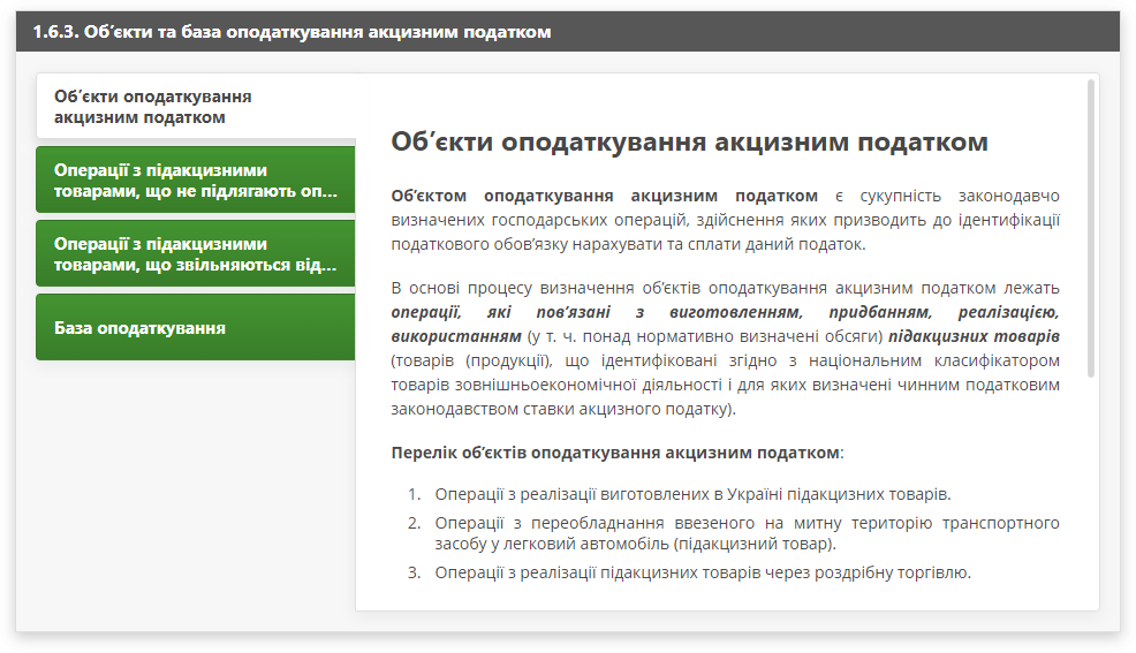 1.6.3. Об’єкти та база оподаткування акцизним податком
Об’єкти оподаткування
акцизним податком
Операції з підакцизними
товарами, що не підлягають оп...
Операції з підакцизними
товарами, що звільняються від...
База оподаткування
Об’єкти оподаткування акцизним податком
Об’єктом оподаткування акцизним податком є сукупність законодавчо
визначених господарських операцій, здійснення яких призводить до ідентифікації
податкового обов’язку нарахувати та сплати даний податок.
В основі процесу визначення об’єктів оподаткування акцизним податком лежать
операції, які пов’язані з виготовленням, придбанням, реалізацією,
використанням (у т. ч. понад нормативно визначені обсяги) підакцизних товарів
(товарів (продукції), що ідентифіковані згідно з національним класифікатором
товарів зовнішньоекономічної діяльності і для яких визначені чинним податковим
законодавством ставки акцизного податку).
Перелік об’єктів оподаткування акцизним податком:
1. Операції з реалізації виготовлених в Україні підакцизних товарів.
2. Операції з переобладнання ввезеного на митну територію транспортного
засобу у легковий автомобіль (підакцизний товар).
3. Операції з реалізації підакцизних товарів через роздрібну торгівлю.